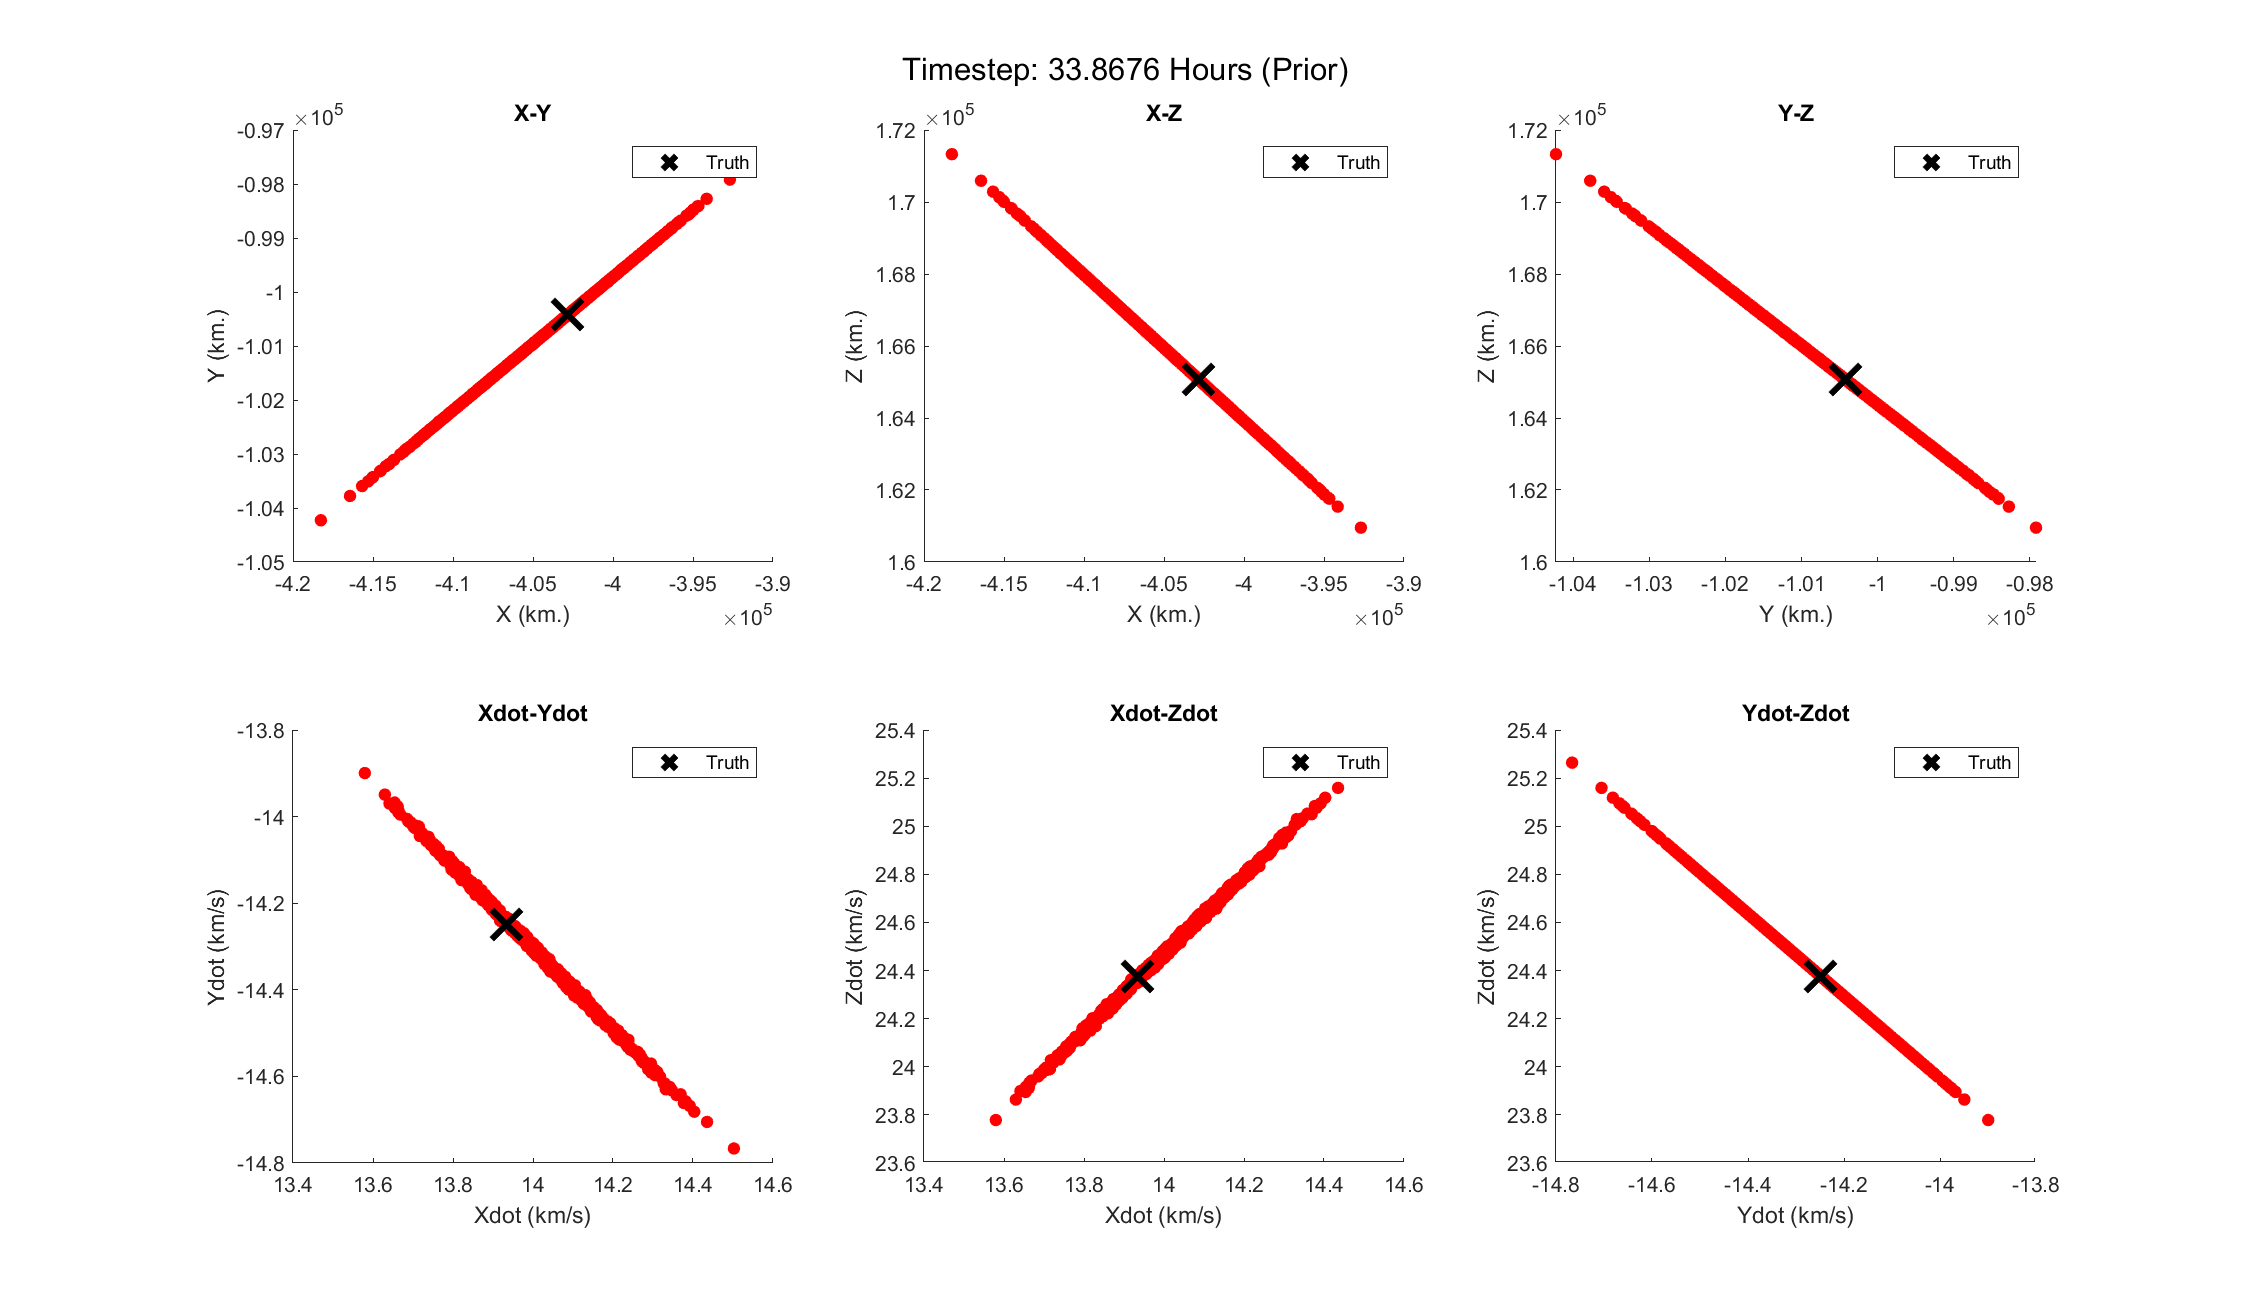 Timestep: 33.8676 Hours (Prior)
X-Y
×10^5
-0.97
-0.98
-0.99
-1
-1.01
-1.02
-1.03
-1.04
-1.05
Y (km.)
Truth
-4.2 -4.15 -4.1 -4.05 -4 -3.95 -3.9
X (km.)
×10^5
X-Z
×10^5
1.72
1.7
1.68
1.66
1.64
1.62
1.6
Z (km.)
Truth
-4.2 -4.15 -4.1 -4.05 -4 -3.95 -3.9
X (km.)
×10^5
Y-Z
×10^5
1.72
1.7
1.68
1.66
1.64
1.62
1.6
Z (km.)
Truth
-1.04 -1.03 -1.02 -1.01 -1 -0.99 -0.98
Y (km.)
×10^5
Xdot-Ydot
-13.8
-14
-14.2
-14.4
-14.6
-14.8
Ydot (km/s)
Truth
13.4 13.6 13.8 14 14.2 14.4 14.6
Xdot (km/s)
Xdot-Zdot
25.4
25.2
25
24.8
24.6
24.4
24.2
24
23.8
23.6
Zdot (km/s)
Truth
13.4 13.6 13.8 14 14.2 14.4 14.6
Xdot (km/s)
Ydot-Zdot
25.4
25.2
25
24.8
24.6
24.4
24.2
24
23.8
23.6
Zdot (km/s)
Truth
-14.8 -14.6 -14.4 -14.2 -14 -13.8
Ydot (km/s)